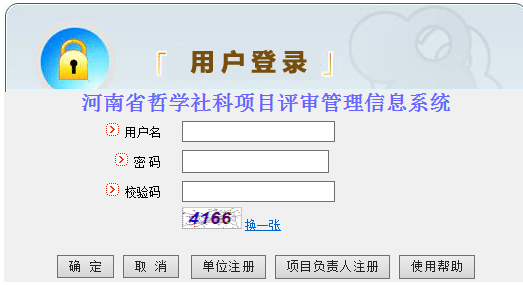 「用户登录」
河南省哲学社科项目评审管理信息系统
用户名
密 码
校验码
4166 换一张
确 定 取 消 单位注册 项目负责人注册 使用帮助